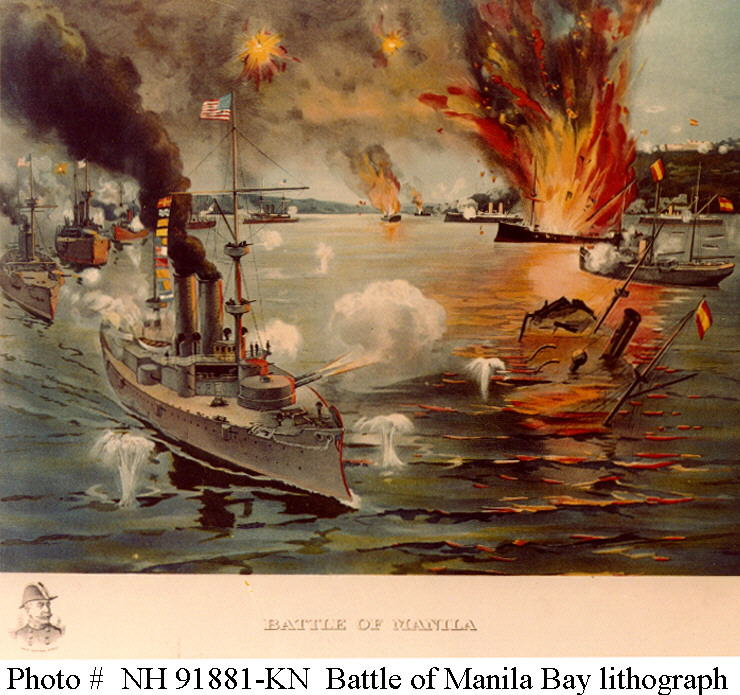 BATTLE OF MANILA
Photo #  NH 91881-KN  Battle of Manila Bay lithograph